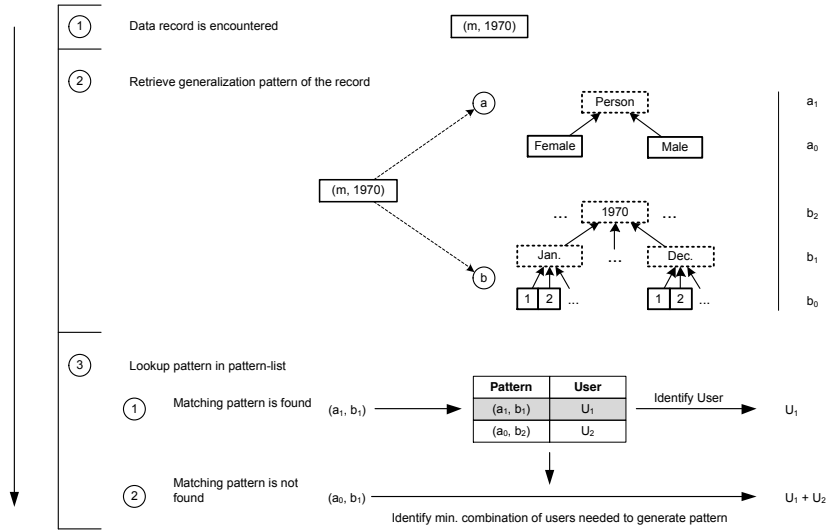 1 Data record is encountered (m, 1970)
2 Retrieve generalization pattern of the record
a Person a₁
Female Male a₀
(m, 1970)
... 1970 ... b₂
Jan. ... Dec. b₁
b
1 2 ... 1 2 ... b₀
3 Lookup pattern in pattern-list
Pattern User
1 Matching pattern is found (a₁, b₁) (a₁, b₁) U₁ Identify User U₁
(a₀, b₂) U₂
2 Matching pattern is not
found
(a₀, b₁) U₁ + U₂
Identify min. combination of users needed to generate pattern